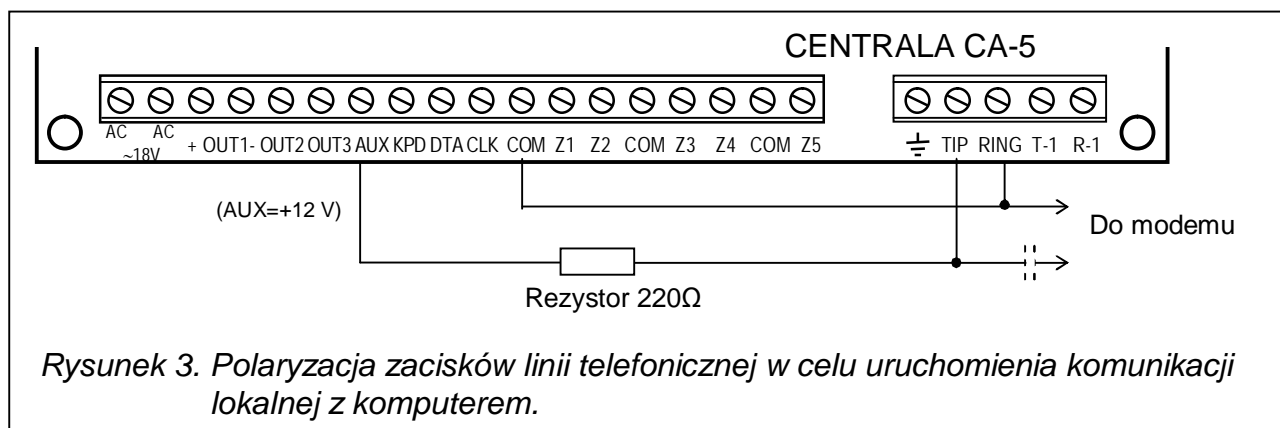 CENTRALA CA-5
AC AC
~18V
+ OUT1- OUT2 OUT3 AUX KPD DTA CLK COM Z1 Z2 COM Z3 Z4 COM Z5
TIP RING T-1 R-1
(AUX=+12 V)
Do modemu
Rezystor 220Ω
Rysunek 3. Polaryzacja zacisków linii telefonicznej w celu uruchomienia komunikacji
lokalnej z komputerem.